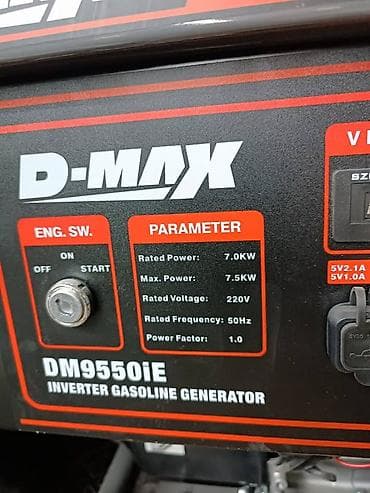 D-MAX
ENG. SW.
ON
OFF START
PARAMETER
Rated Power: 7.0KW
Max. Power: 7.5KW
Rated Voltage: 220V
Rated Frequency: 50Hz
Power Factor: 1.0
5V2.1A
5V1.0A
DM9550iE
INVERTER GASOLINE GENERATOR